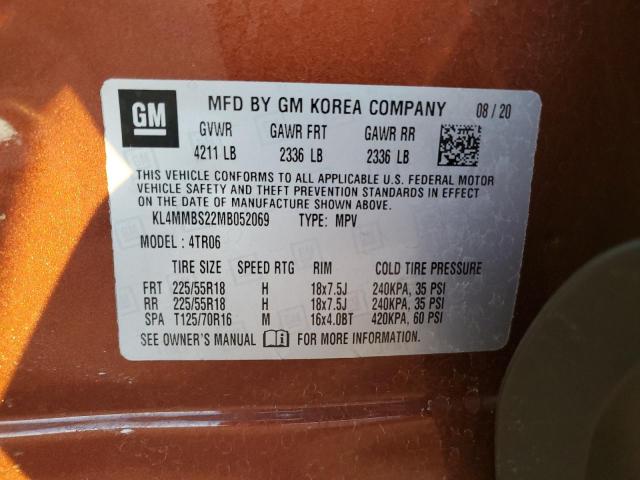 GM MFD BY GM KOREA COMPANY 08 / 20
GVWR GAWR FRT GAWR RR
4211 LB 2336 LB 2336 LB
THIS VEHICLE CONFORMS TO ALL APPLICABLE U.S. FEDERAL MOTOR
VEHICLE SAFETY AND THEFT PREVENTION STANDARDS IN EFFECT
ON THE DATE OF MANUFACTURE SHOWN ABOVE.
KL4MMBS22MB052069 TYPE: MPV
MODEL : 4TR06
TIRE SIZE SPEED RTG RIM COLD TIRE PRESSURE
FRT 225/55R18 H 18x7.5J 240KPA, 35 PSI
RR 225/55R18 H 18x7.5J 240KPA, 35 PSI
SPA T125/70R16 M 16x4.0BT 420KPA, 60 PSI
SEE OWNER'S MANUAL i FOR MORE INFORMATION.